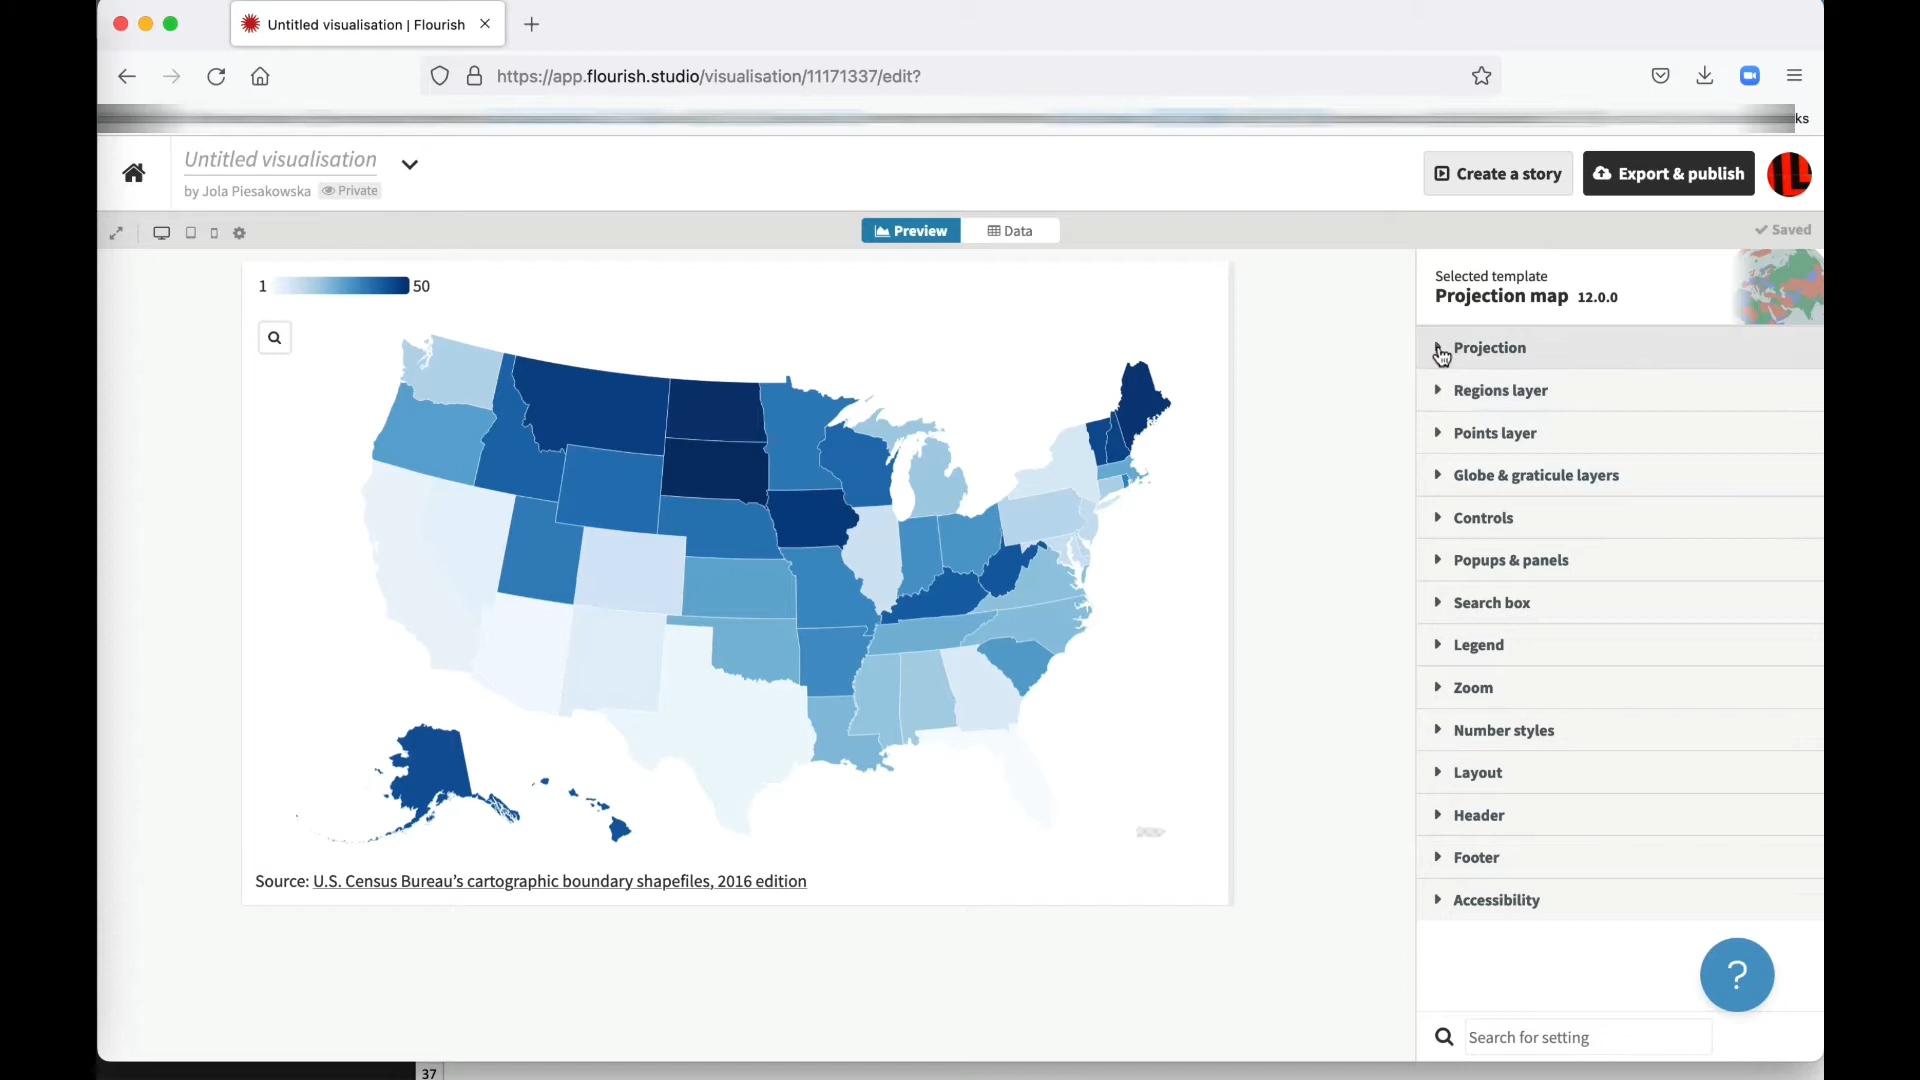 Untitled visualisation | Flourish
https://app.flourish.studio/visualisation/11171337/edit?
ks
Untitled visualisation
by Jola Piesakowska Private
Create a story
Export & publish
Preview
Data
Saved
1 50
Selected template
Projection map 12.0.0
Projection
Regions layer
Points layer
Globe & graticule layers
Controls
Popups & panels
Search box
Legend
Zoom
Number styles
Layout
Header
Footer
Accessibility
Source: U.S. Census Bureau’s cartographic boundary shapefiles, 2016 edition
?
Search for setting
37